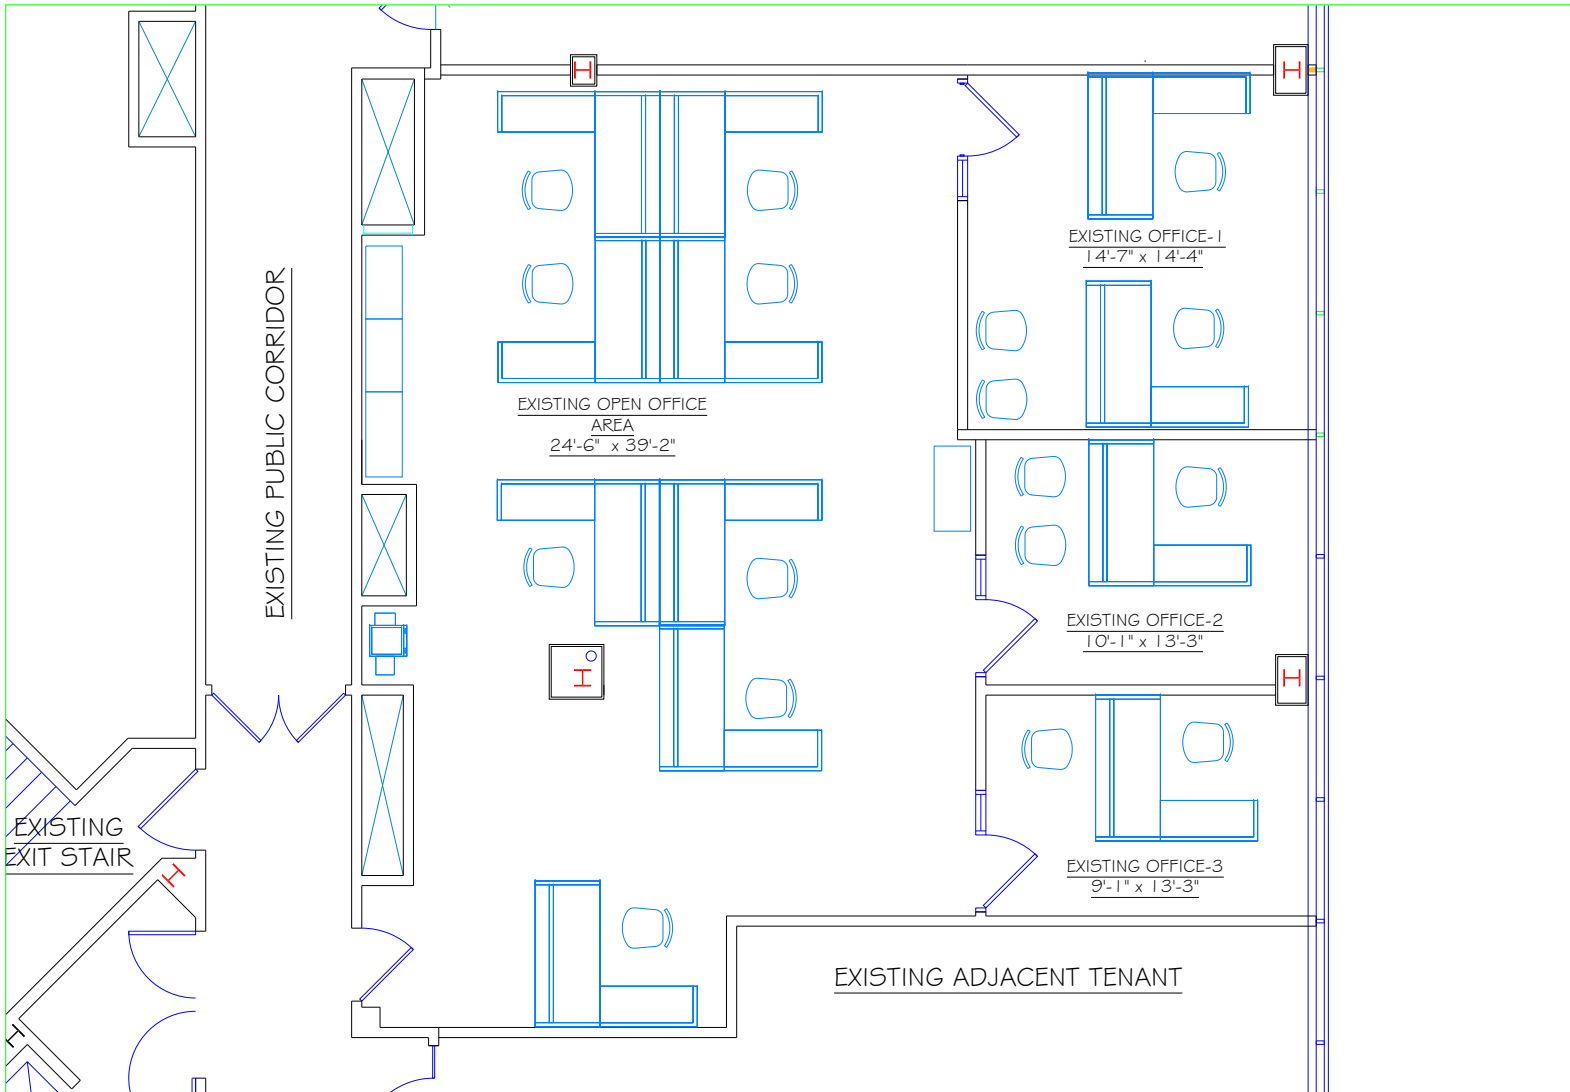 EXISTING OFFICE-1
14'-7" x 14'-4"
EXISTING PUBLIC CORRIDOR
EXISTING OPEN OFFICE
AREA
24'-6" x 39'-2"
EXISTING OFFICE-2
10'-1" x 13'-3"
EXISTING
EXIT STAIR
EXISTING OFFICE-3
9'-1" x 13'-3"
EXISTING ADJACENT TENANT